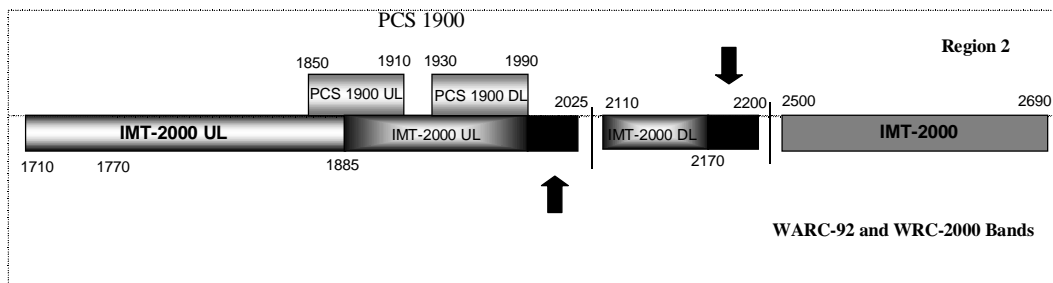 PCS 1900
Region 2
1850 1910 1930 1990
PCS 1900 UL PCS 1900 DL
2025 2110 2200 2500 2690
IMT-2000 UL IMT-2000 UL IMT-2000 DL IMT-2000
1710 1770 1885 2170
WARC-92 and WRC-2000 Bands